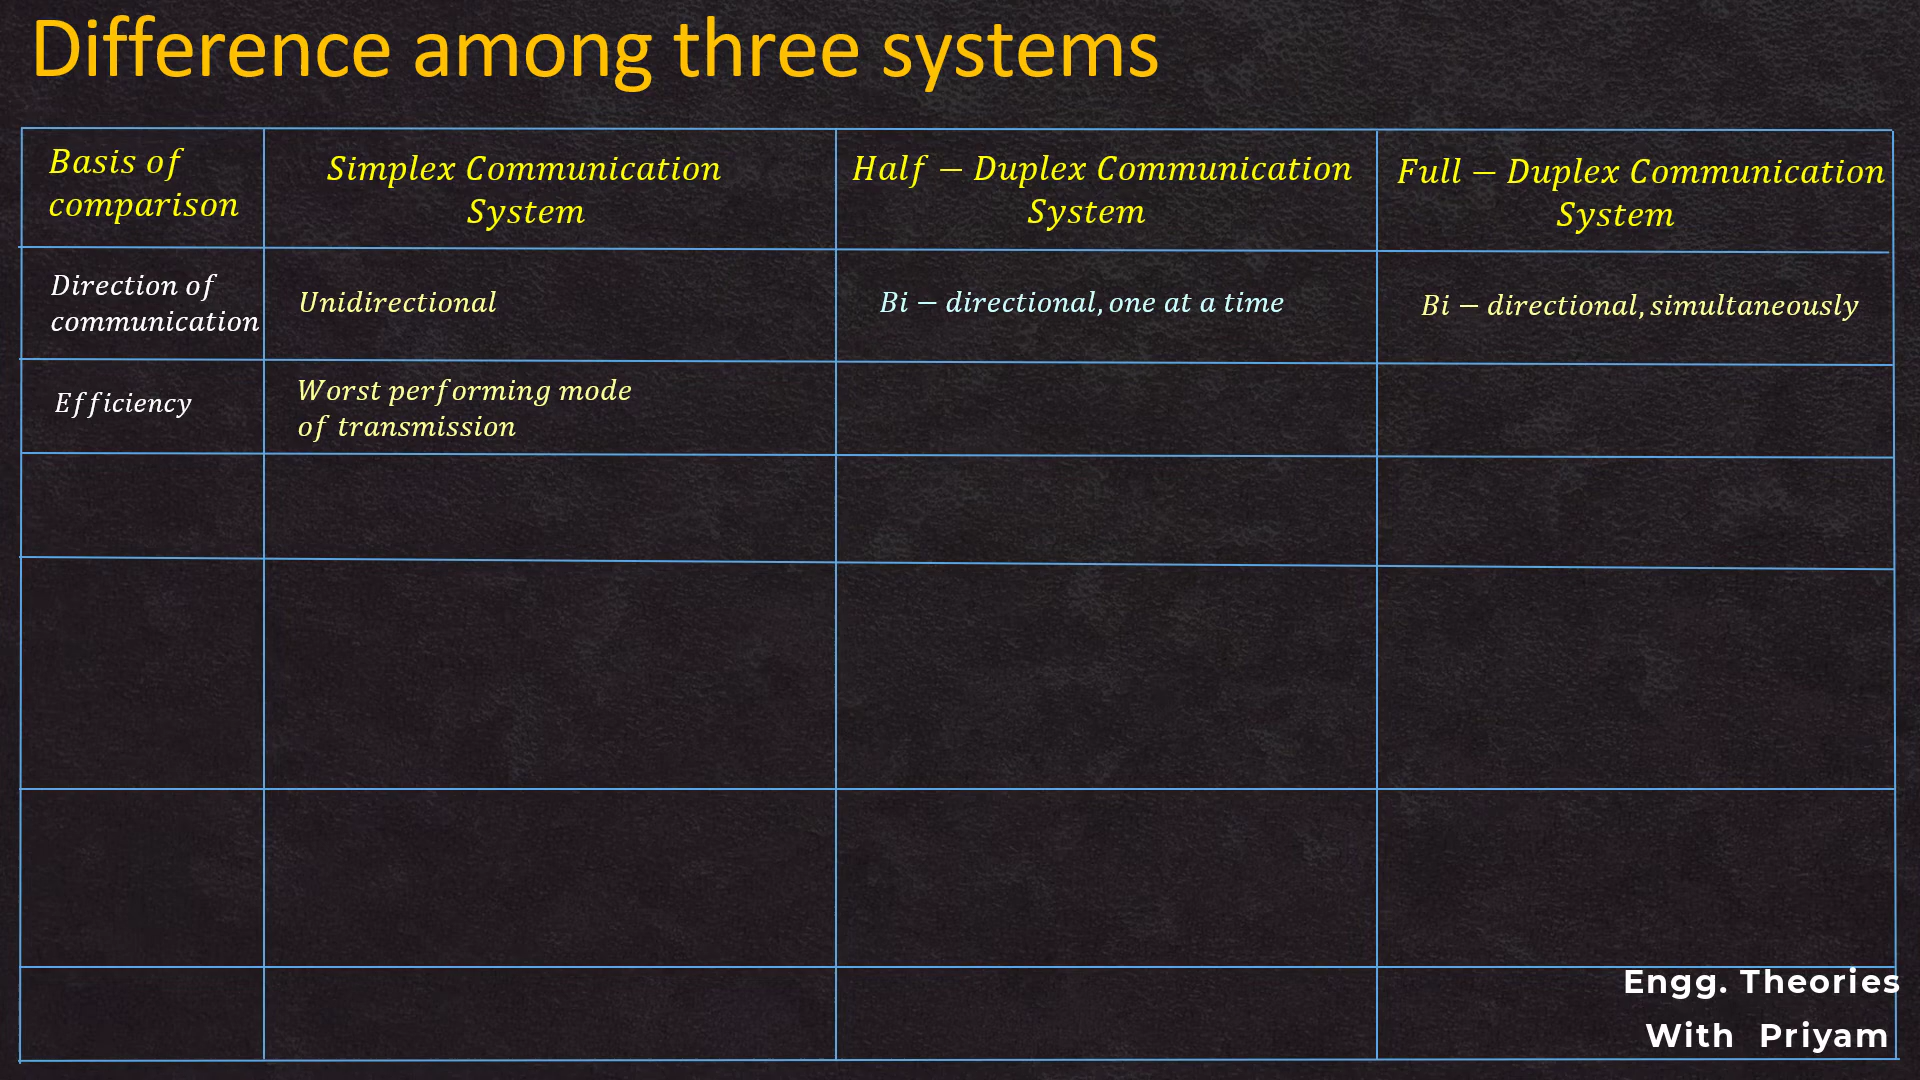 Difference among three systems
Basis of
comparison
Simplex Communication
System
Half − Duplex Communication
System
Full − Duplex Communication
System
Direction of
communication
Unidirectional
Bi − directional, one at a time
Bi − directional, simultaneously
Efficiency
Worst performing mode
of transmission
Engg. Theories
With Priyam